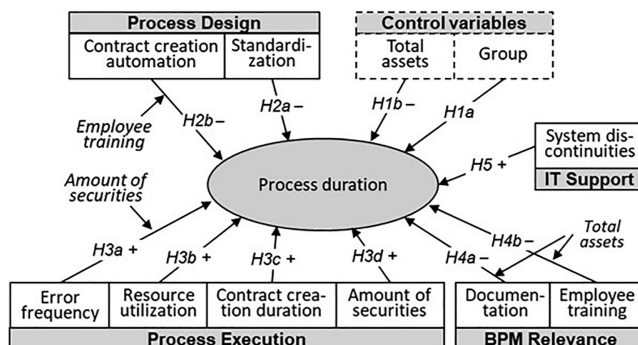 Process Design
Control variables
Contract creation
automation
Standardi-
zation
Total
assets
Group
Employee
training
H2b–
H2a–
H1b–
H1a
System dis-
continuities
IT Support
H5 +
Process duration
Amount of
securities
H3a +
H3b +
H3c +
H3d +
H4a–
H4b–
Total
assets
Error
frequency
Resource
utilization
Contract crea-
tion duration
Amount of
securities
Documen-
tation
Employee
training
Process Execution
BPM Relevance